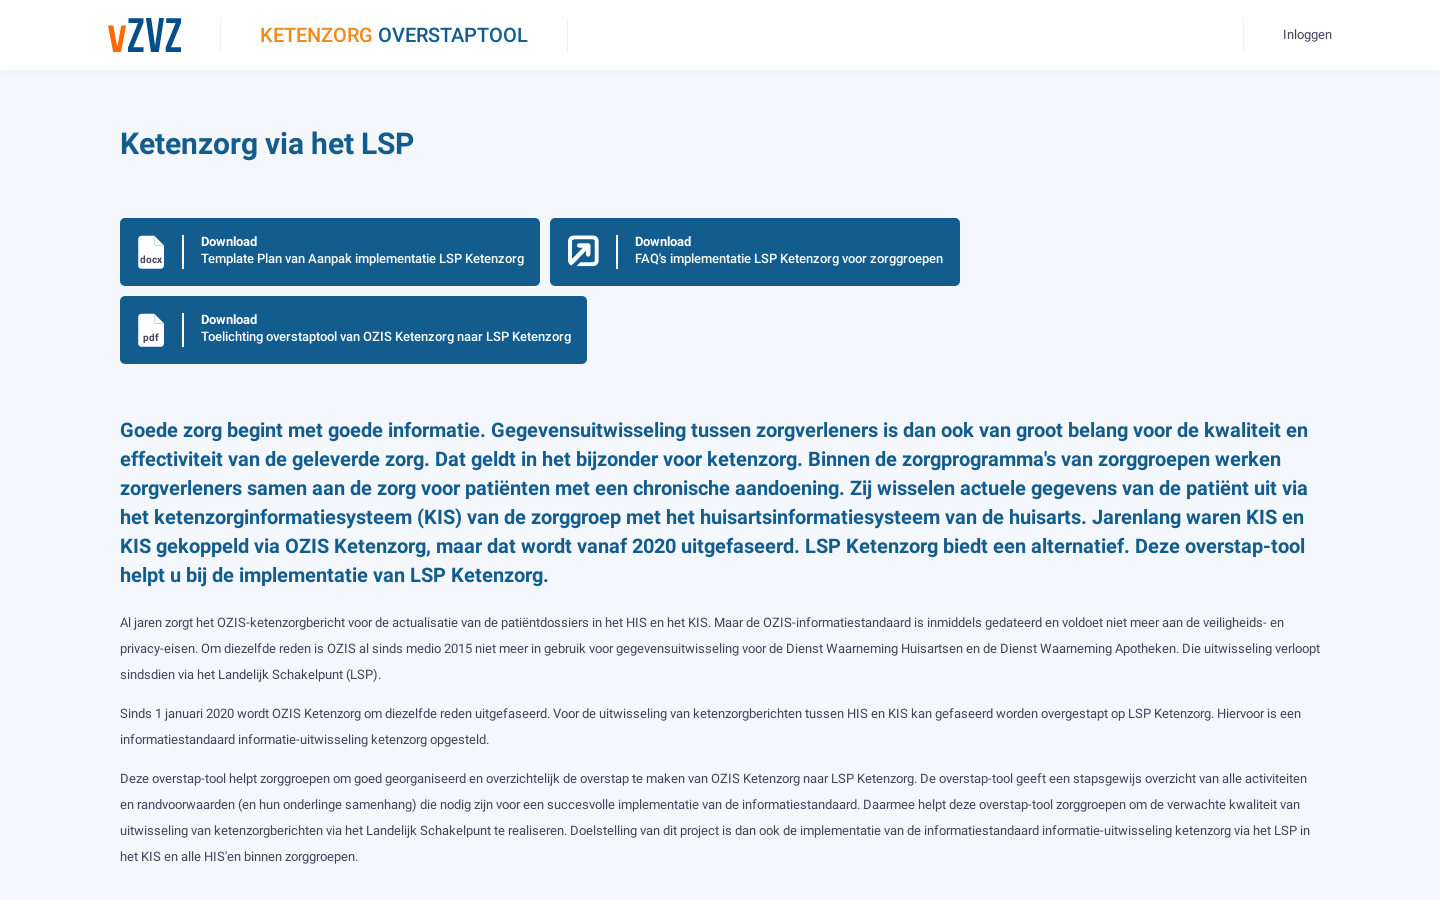 vZVZ
KETENZORG OVERSTAPTOOL
Inloggen
Ketenzorg via het LSP
docx
Download
Template Plan van Aanpak implementatie LSP Ketenzorg
Download
FAQ's implementatie LSP Ketenzorg voor zorggroepen
pdf
Download
Toelichting overstaptool van OZIS Ketenzorg naar LSP Ketenzorg
Goede zorg begint met goede informatie. Gegevensuitwisseling tussen zorgverleners is dan ook van groot belang voor de kwaliteit en
effectiviteit van de geleverde zorg. Dat geldt in het bijzonder voor ketenzorg. Binnen de zorgprogramma's van zorggroepen werken
zorgverleners samen aan de zorg voor patiënten met een chronische aandoening. Zij wisselen actuele gegevens van de patiënt uit via
het ketenzorginformatiesysteem (KIS) van de zorggroep met het huisartsinformatiesysteem van de huisarts. Jarenlang waren KIS en
KIS gekoppeld via OZIS Ketenzorg, maar dat wordt vanaf 2020 uitgefaseerd. LSP Ketenzorg biedt een alternatief. Deze overstap-tool
helpt u bij de implementatie van LSP Ketenzorg.
Al jaren zorgt het OZIS-ketenzorgbericht voor de actualisatie van de patiëntdossiers in het HIS en het KIS. Maar de OZIS-informatiestandaard is inmiddels gedateerd en voldoet niet meer aan de veiligheids- en
privacy-eisen. Om diezelfde reden is OZIS al sinds medio 2015 niet meer in gebruik voor gegevensuitwisseling voor de Dienst Waarneming Huisartsen en de Dienst Waarneming Apotheken. Die uitwisseling verloopt
sindsdien via het Landelijk Schakelpunt (LSP).
Sinds 1 januari 2020 wordt OZIS Ketenzorg om diezelfde reden uitgefaseerd. Voor de uitwisseling van ketenzorgberichten tussen HIS en KIS kan gefaseerd worden overgestapt op LSP Ketenzorg. Hiervoor is een
informatiestandaard informatie-uitwisseling ketenzorg opgesteld.
Deze overstap-tool helpt zorggroepen om goed georganiseerd en overzichtelijk de overstap te maken van OZIS Ketenzorg naar LSP Ketenzorg. De overstap-tool geeft een stapsgewijs overzicht van alle activiteiten
en randvoorwaarden (en hun onderlinge samenhang) die nodig zijn voor een succesvolle implementatie van de informatiestandaard. Daarmee helpt deze overstap-tool zorggroepen om de verwachte kwaliteit van
uitwisseling van ketenzorgberichten via het Landelijk Schakelpunt te realiseren. Doelstelling van dit project is dan ook de implementatie van de informatiestandaard informatie-uitwisseling ketenzorg via het LSP in
het KIS en alle HIS'en binnen zorggroepen.